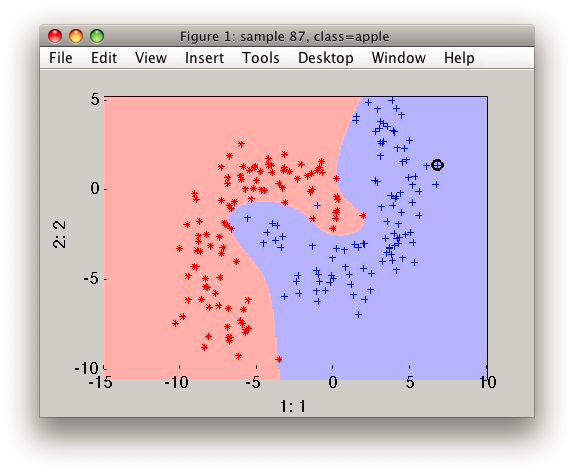 Figure 1: sample 87, class=apple
File Edit View Insert Tools Desktop Window Help
5
0
-5
-10
2: 2
-15 -10 -5 0 5 10
1: 1